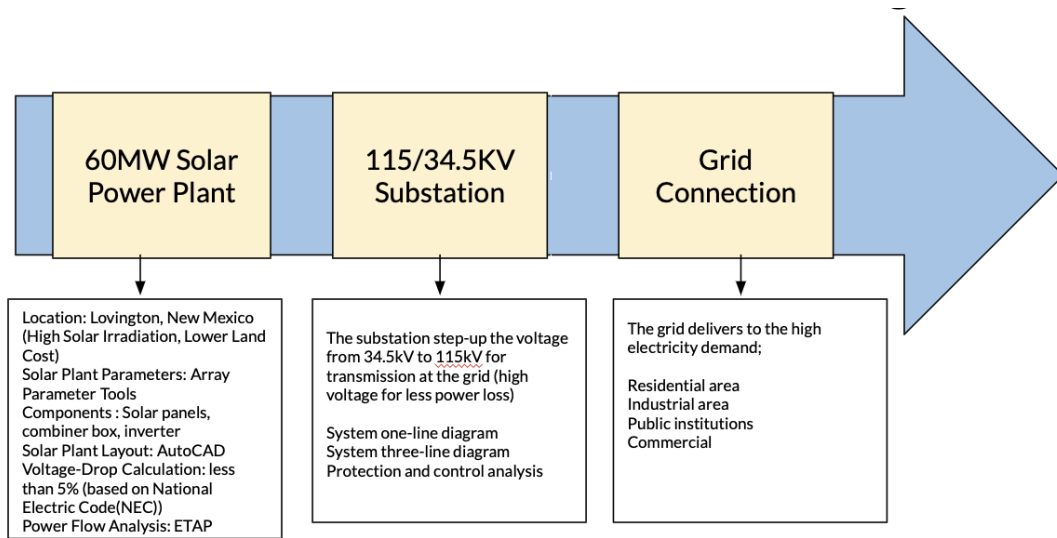 60MW Solar
Power Plant
115/34.5KV
Substation
Grid
Connection
Location: Lovington, New Mexico
(High Solar Irradiation, Lower Land
Cost)
Solar Plant Parameters: Array
Parameter Tools
Components : Solar panels,
combiner box, inverter
Solar Plant Layout: AutoCAD
Voltage-Drop Calculation: less
than 5% (based on National
Electric Code(NEC))
Power Flow Analysis: ETAP
The substation step-up the voltage
from 34.5kV to 115kV for
transmission at the grid (high
voltage for less power loss)
System one-line diagram
System three-line diagram
Protection and control analysis
The grid delivers to the high
electricity demand;
Residential area
Industrial area
Public institutions
Commercial